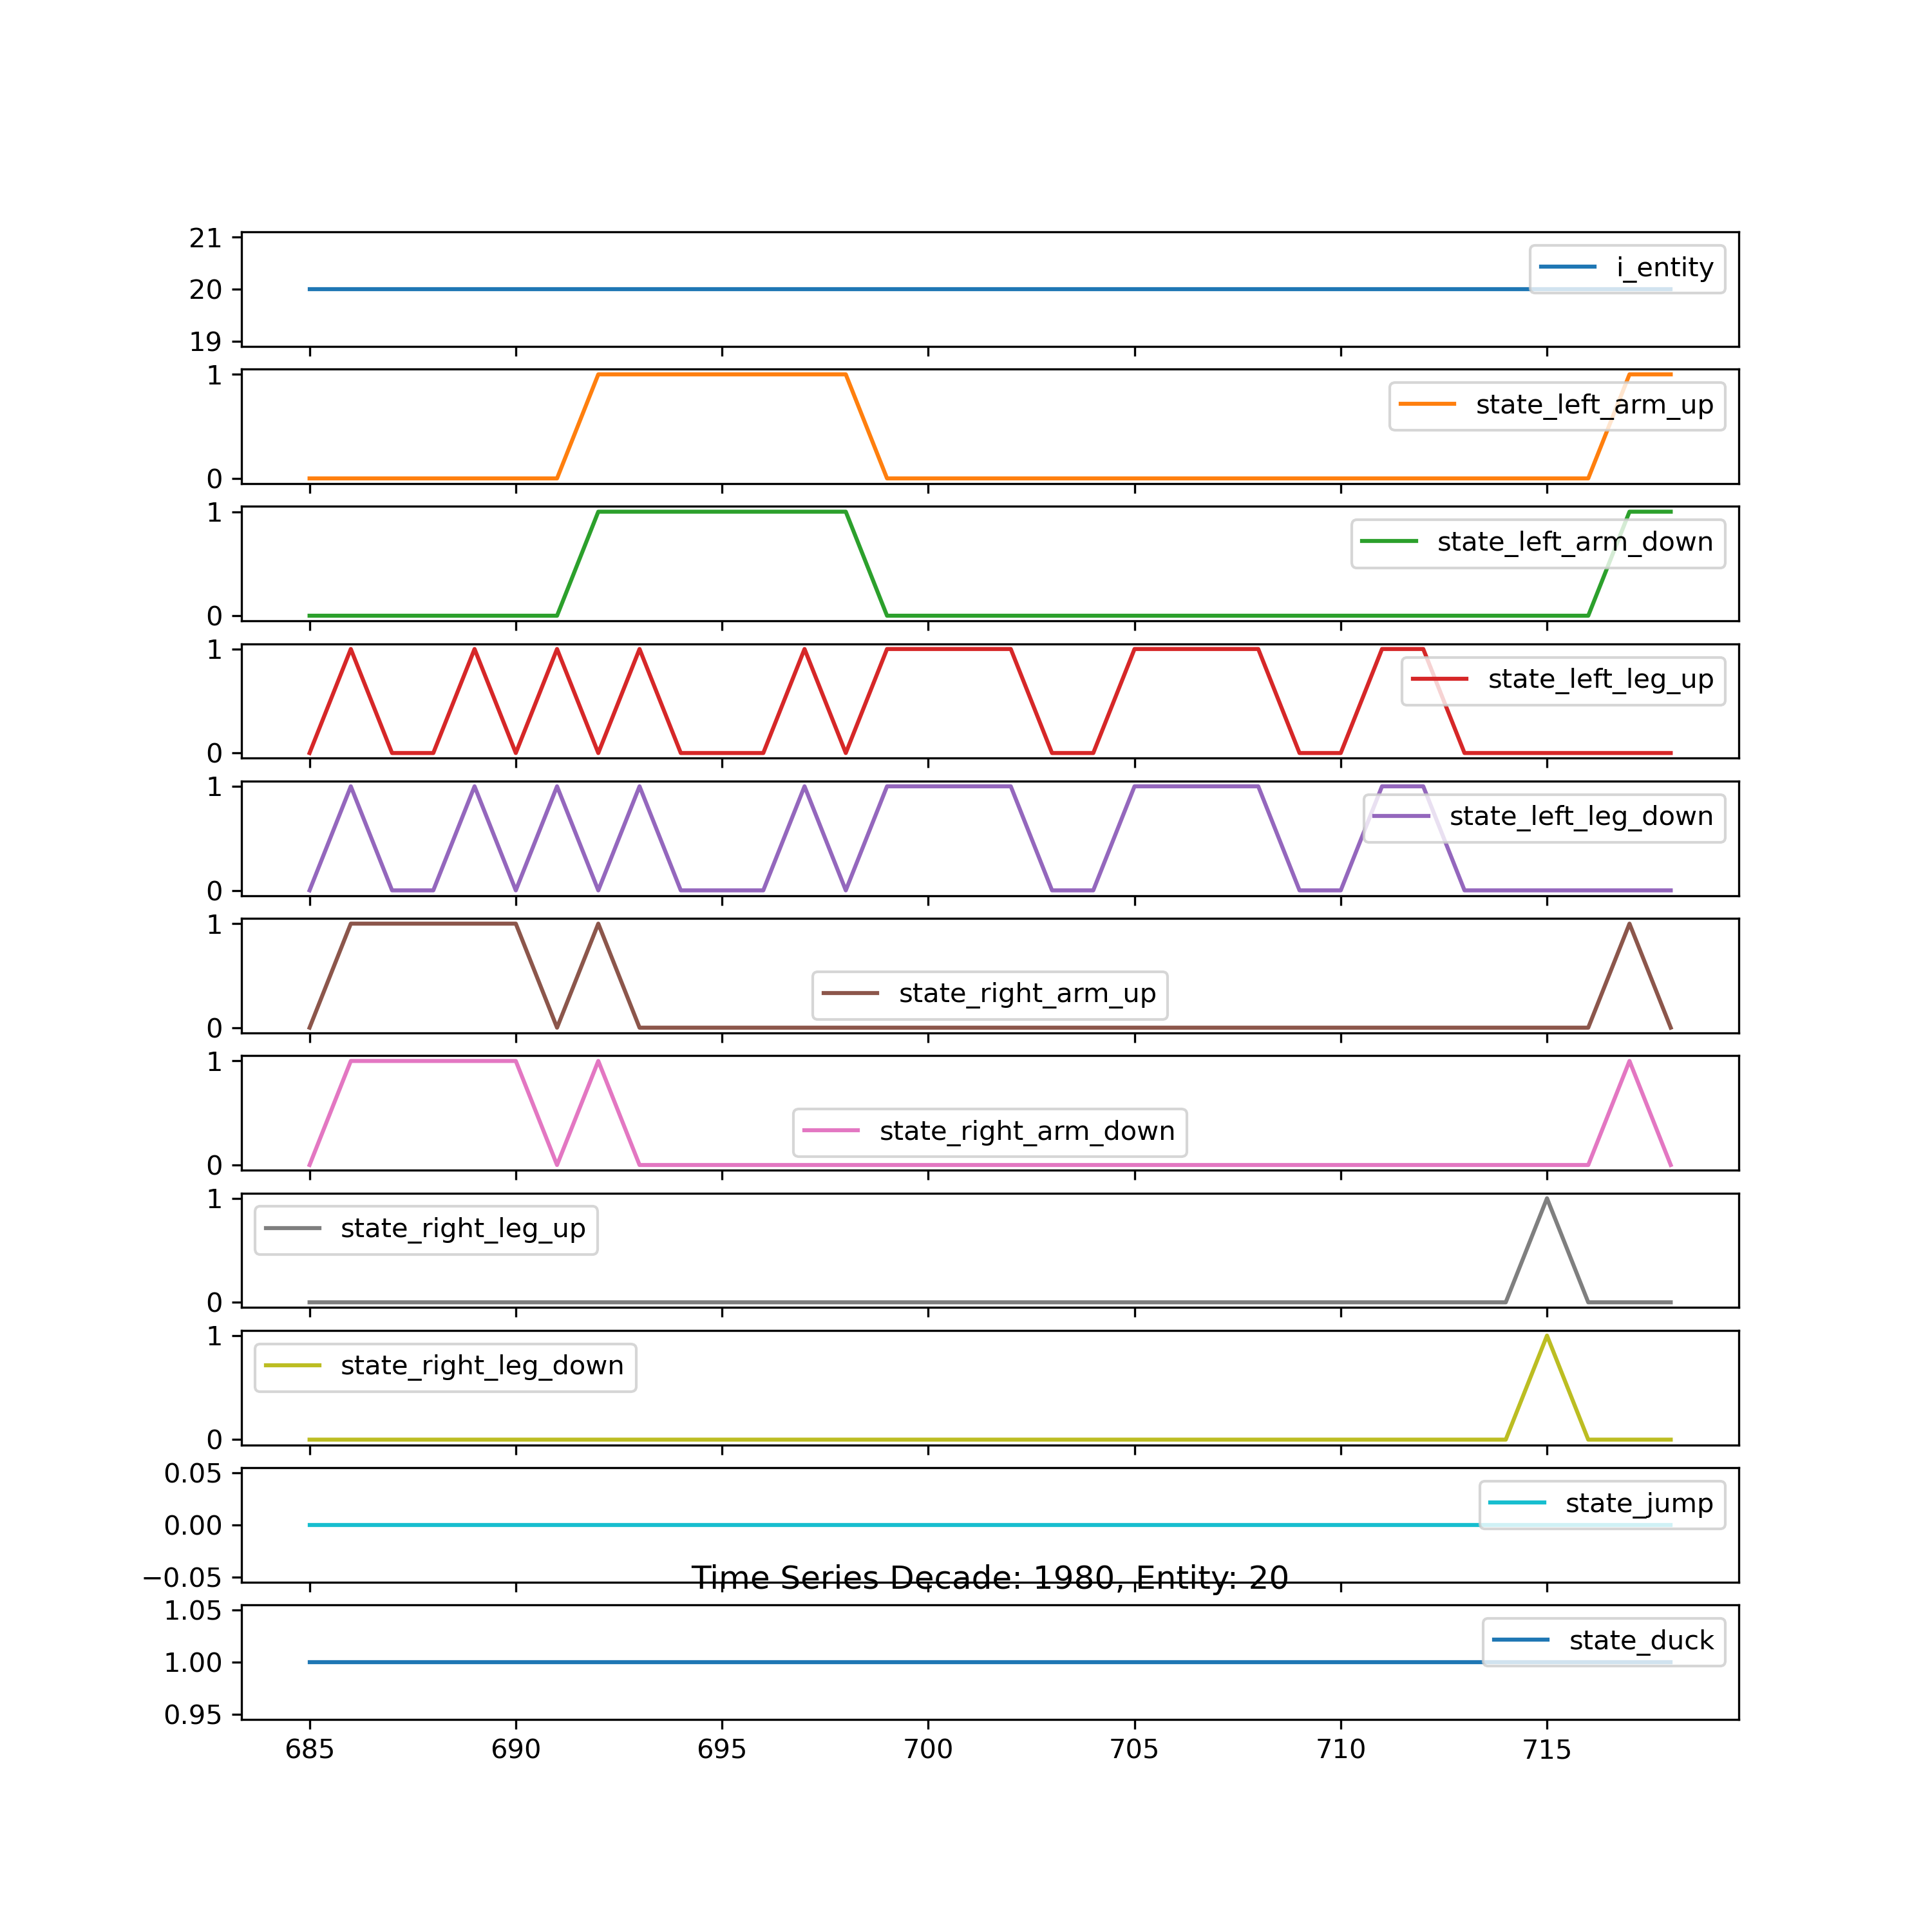 21
20
19
i_entity
1
0
state_left_arm_up
1
0
state_left_arm_down
1
0
state_left_leg_up
1
0
state_left_leg_down
1
0
state_right_arm_up
1
0
state_right_arm_down
1
0
state_right_leg_up
1
0
state_right_leg_down
0.05
0.00
−0.05
state_jump
Time Series Decade: 1980, Entity: 20
1.05
1.00
0.95
state_duck
685 690 695 700 705 710 715